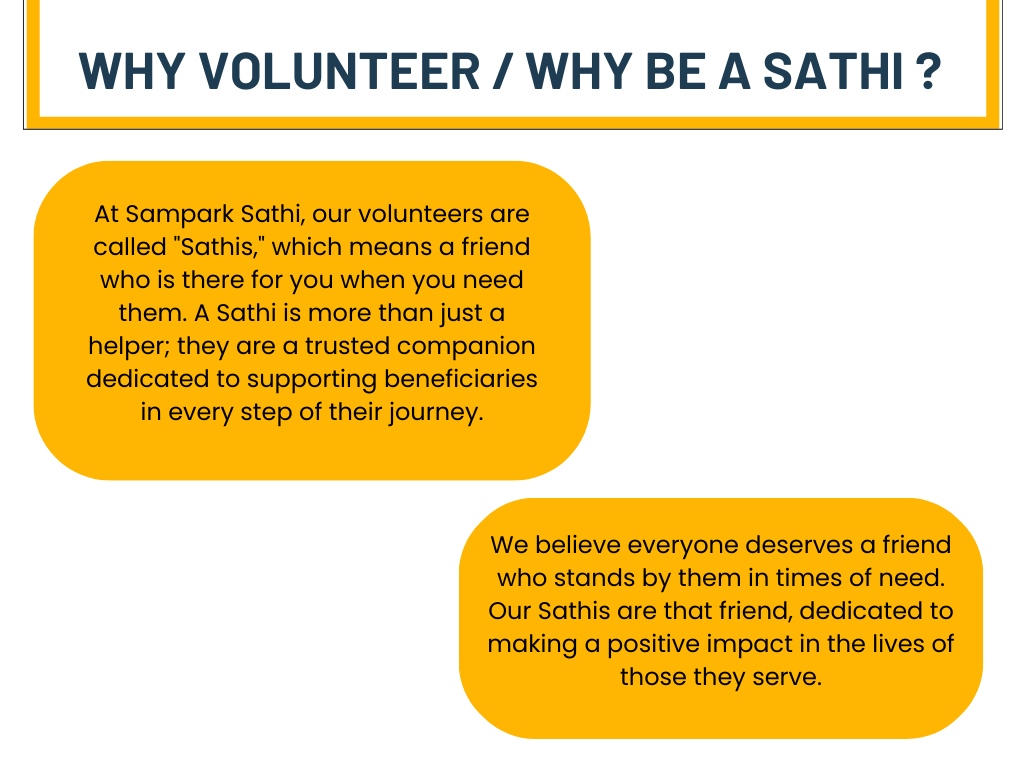 WHY VOLUNTEER / WHY BE A SATHI ?
At Sampark Sathi, our volunteers are
called "Sathis," which means a friend
who is there for you when you need
them. A Sathi is more than just a
helper; they are a trusted companion
dedicated to supporting beneficiaries
in every step of their journey.
We believe everyone deserves a friend
who stands by them in times of need.
Our Sathis are that friend, dedicated to
making a positive impact in the lives of
those they serve.